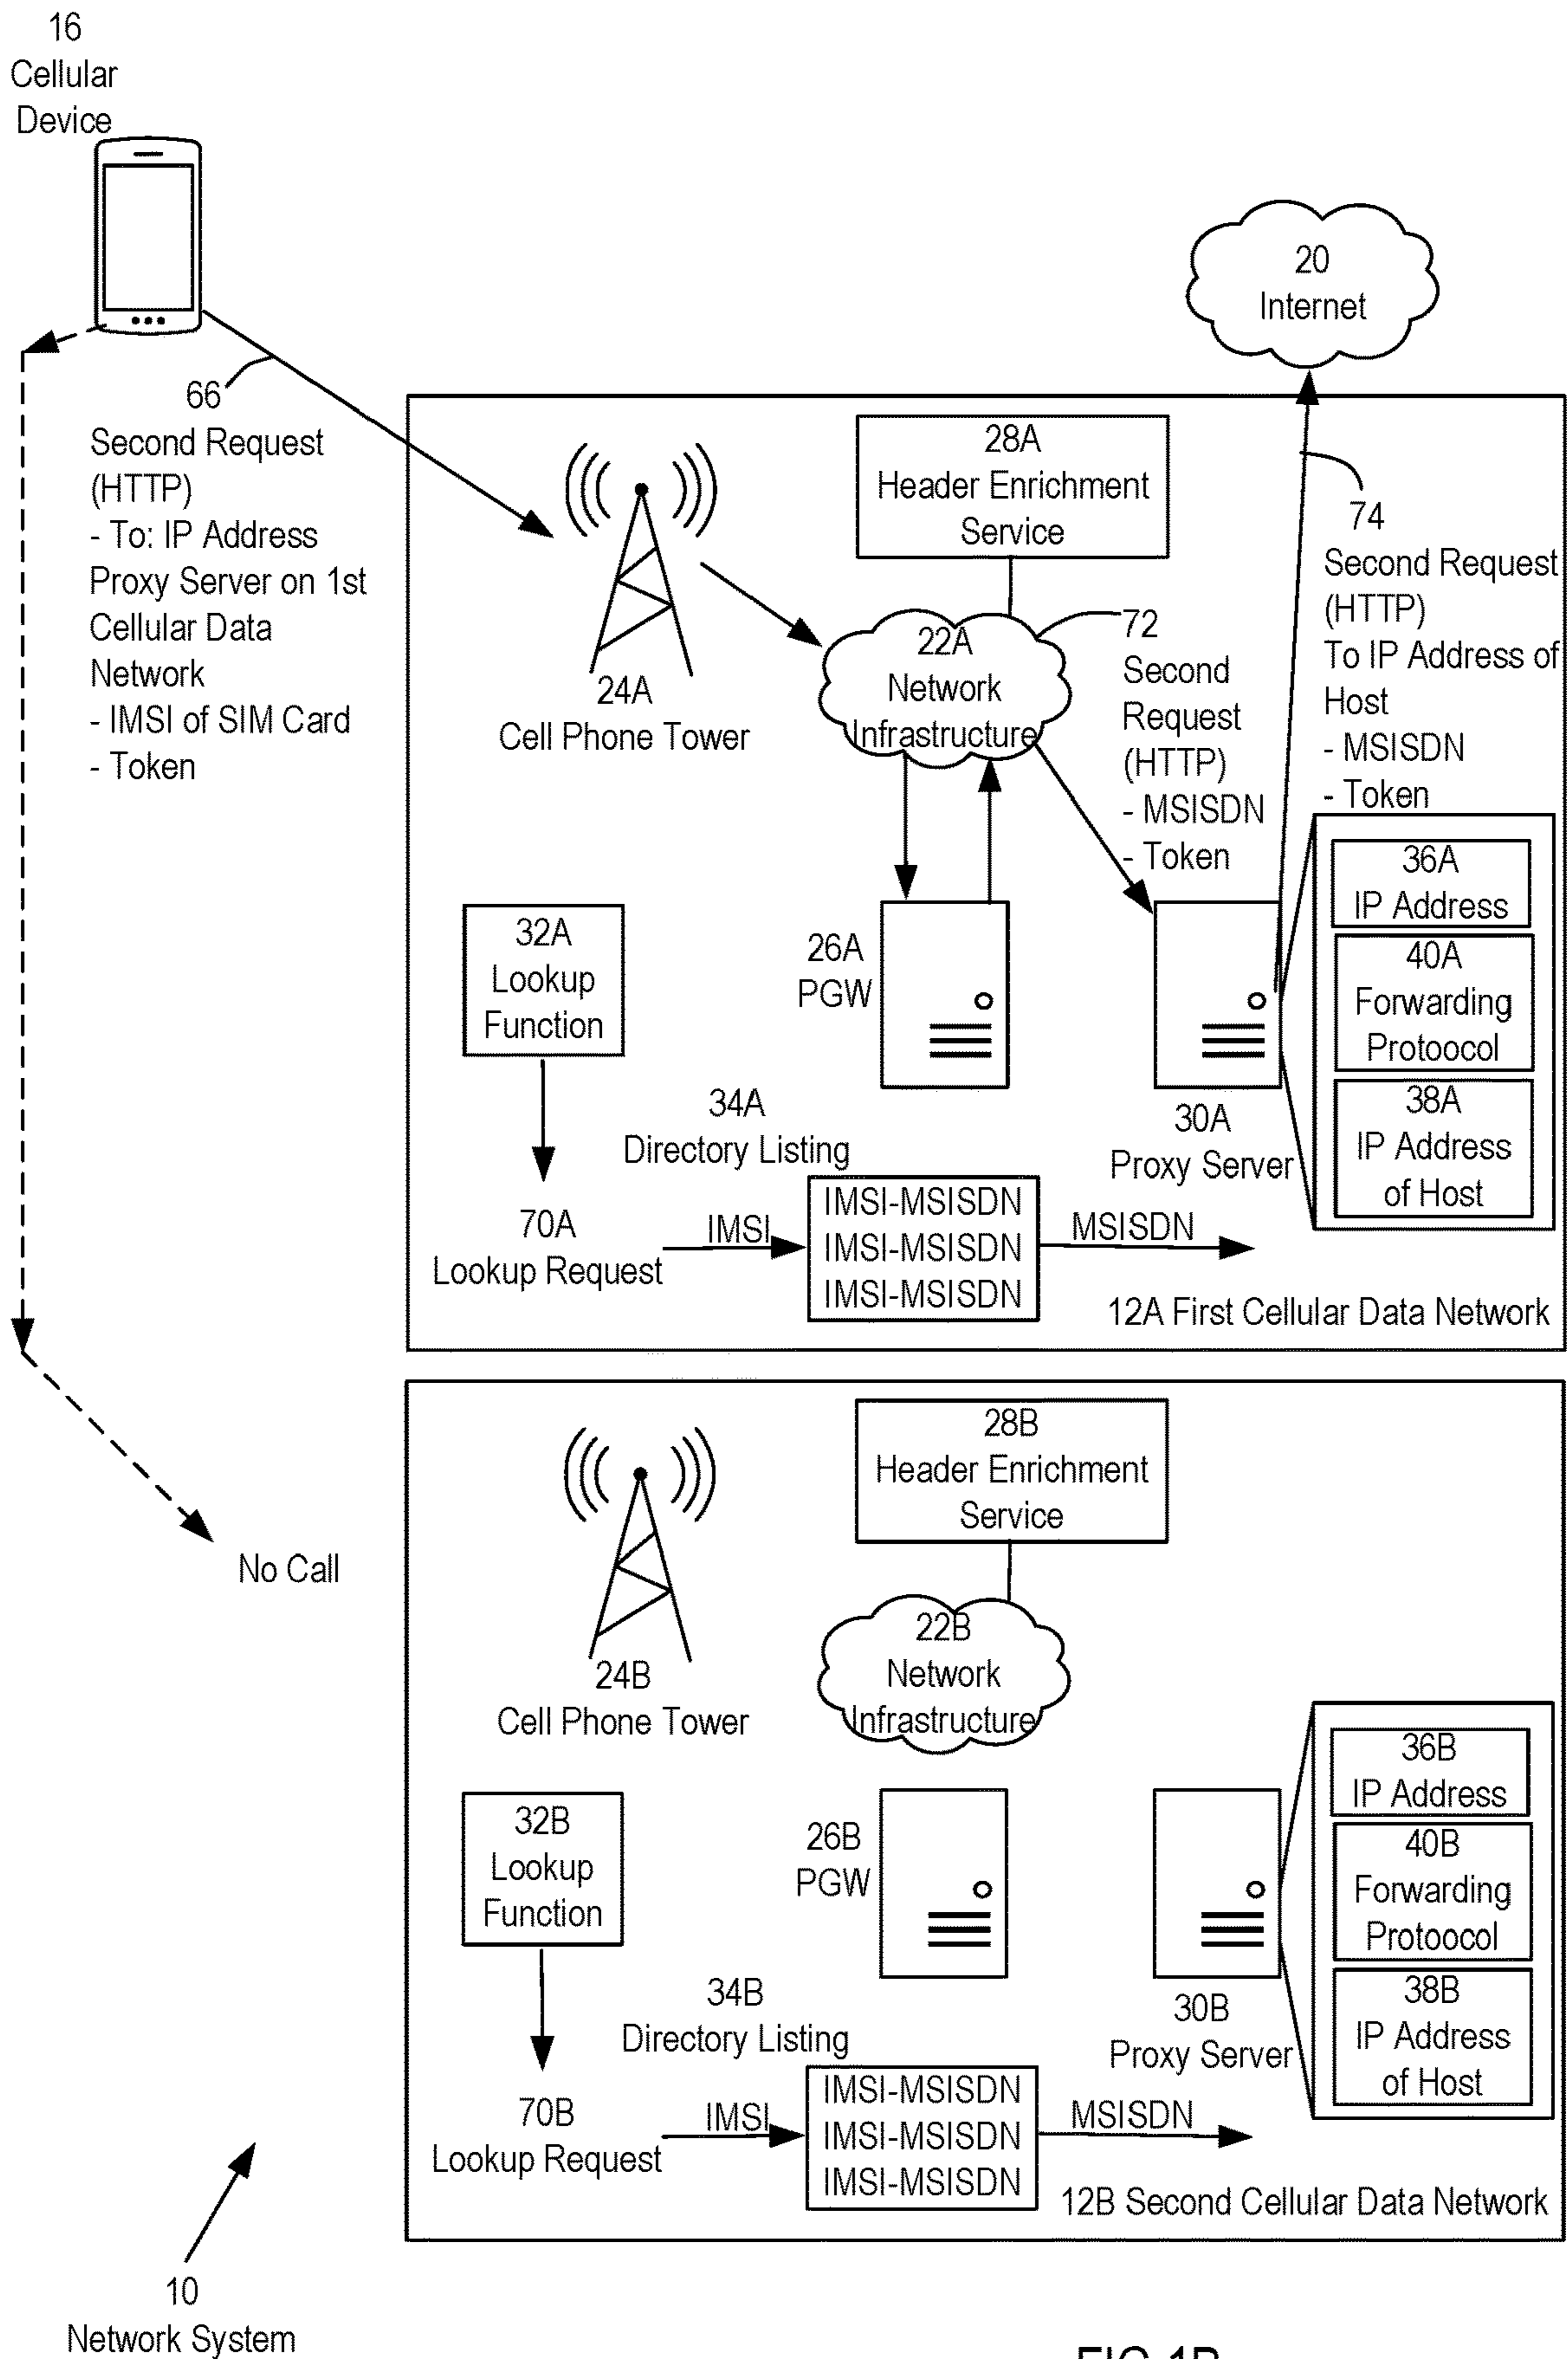 16
Cellular
Device
20
Internet
66
Second Request
(HTTP)
- To: IP Address
Proxy Server on 1st
Cellular Data
Network
- IMSI of SIM Card
- Token
28A
Header Enrichment
Service
74
Second Request
(HTTP)
To IP Address of
Host
- MSISDN
- Token
24A
Cell Phone Tower
22A
Network
Infrastructure
72
Second
Request
(HTTP)
- MSISDN
- Token
32A
Lookup
Function
26A
PGW
36A
IP Address
40A
Forwarding
Protoocol
38A
IP Address
of Host
30A
Proxy Server
34A
Directory Listing
70A
Lookup Request
IMSI
IMSI-MSISDN
IMSI-MSISDN
IMSI-MSISDN
MSISDN
12A First Cellular Data Network
No Call
28B
Header Enrichment
Service
24B
Cell Phone Tower
22B
Network
Infrastructure
32B
Lookup
Function
26B
PGW
36B
IP Address
40B
Forwarding
Protoocol
38B
IP Address
of Host
30B
Proxy Server
34B
Directory Listing
70B
Lookup Request
IMSI
IMSI-MSISDN
IMSI-MSISDN
IMSI-MSISDN
MSISDN
12B Second Cellular Data Network
10
Network System
FIG 1B